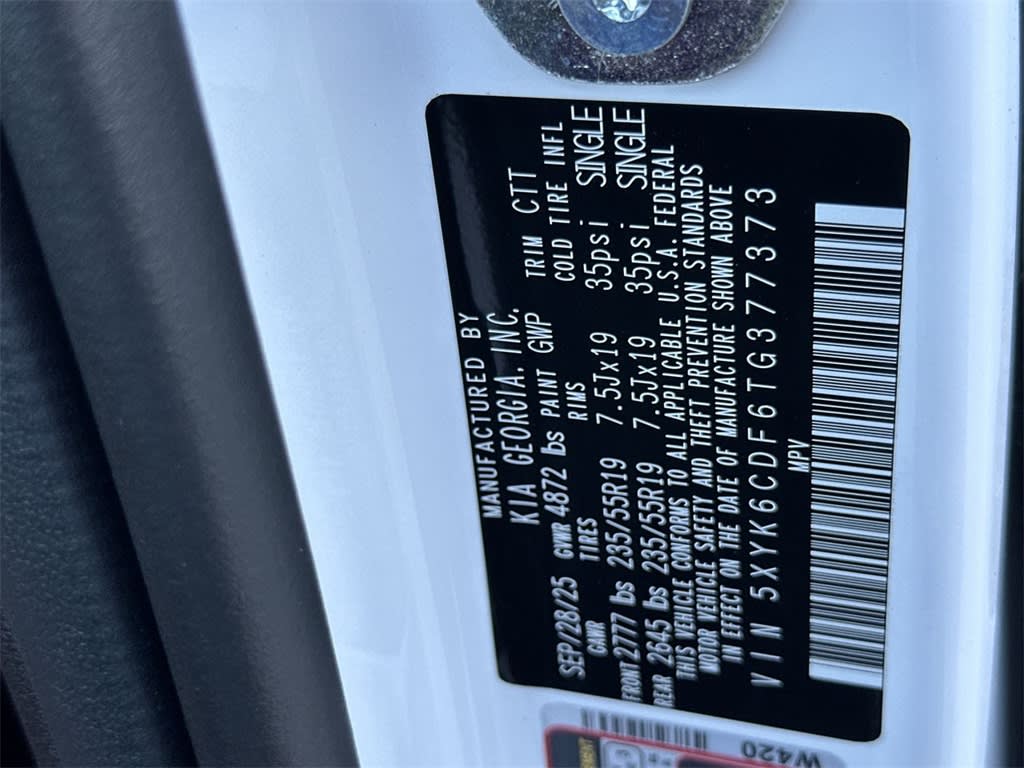 MANUFACTURED BY
KIA GEORGIA, INC.
SEP/28/25 GVWR 4872 lbs PAINT GWP TRIM CTT
GAWR TIRES RIMS COLD TIRE INFL
FRONT 2777 lbs 235/55R19 7.5Jx19 35psi SINGLE
REAR 2645 lbs 235/55R19 7.5Jx19 35psi SINGLE
THIS VEHICLE CONFORMS TO ALL APPLICABLE U.S.A. FEDERAL
MOTOR VEHICLE SAFETY AND THEFT PREVENTION STANDARDS
IN EFFECT ON THE DATE OF MANUFACTURE SHOWN ABOVE
VIN 5XYK6CDF6TG377373
MPV
W420